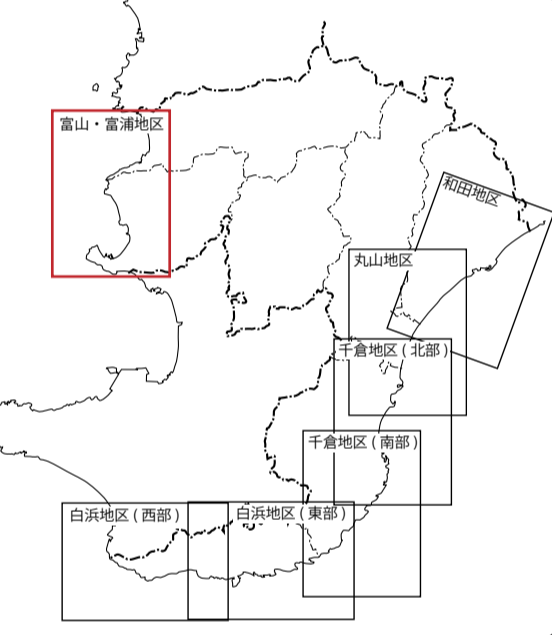 富山・富浦地区
和田地区
丸山地区
千倉地区(北部)
千倉地区(南部)
白浜地区(西部)
白浜地区(東部)